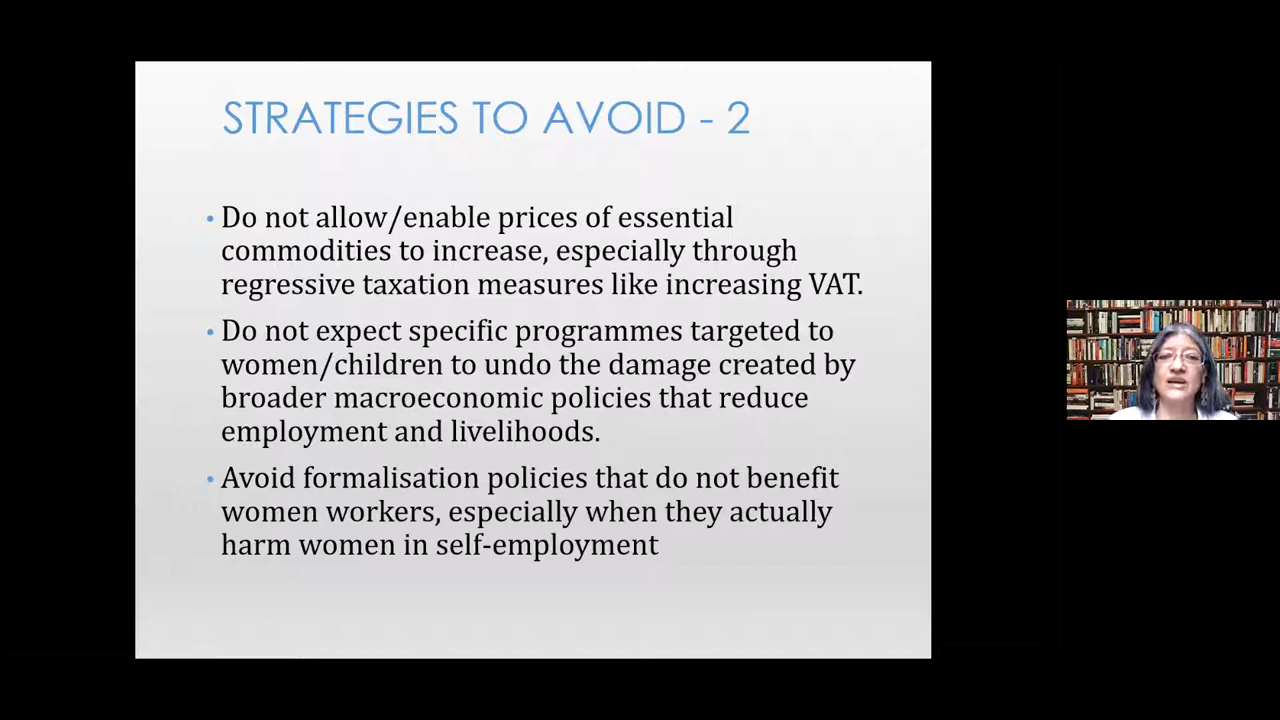 STRATEGIES TO AVOID - 2
• Do not allow/enable prices of essential
commodities to increase, especially through
regressive taxation measures like increasing VAT.
• Do not expect specific programmes targeted to
women/children to undo the damage created by
broader macroeconomic policies that reduce
employment and livelihoods.
• Avoid formalisation policies that do not benefit
women workers, especially when they actually
harm women in self-employment